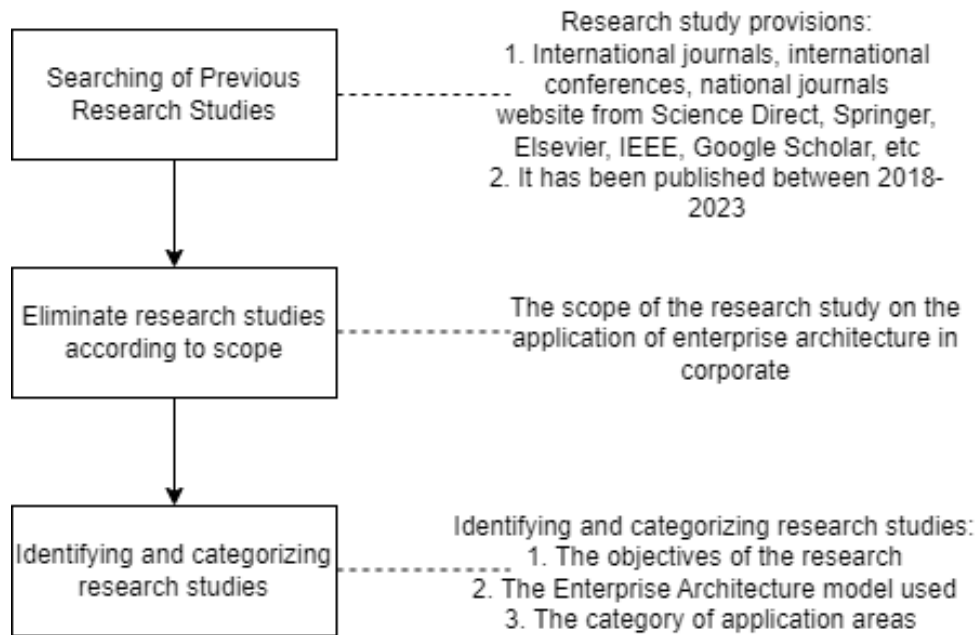 Searching of Previous
Research Studies
Research study provisions:
1. International journals, international
conferences, national journals
website from Science Direct, Springer,
Elsevier, IEEE, Google Scholar, etc
2. It has been published between 2018-
2023
Eliminate research studies
according to scope
The scope of the research study on the
application of enterprise architecture in
corporate
Identifying and categorizing
research studies
Identifying and categorizing research studies:
1. The objectives of the research
2. The Enterprise Architecture model used
3. The category of application areas